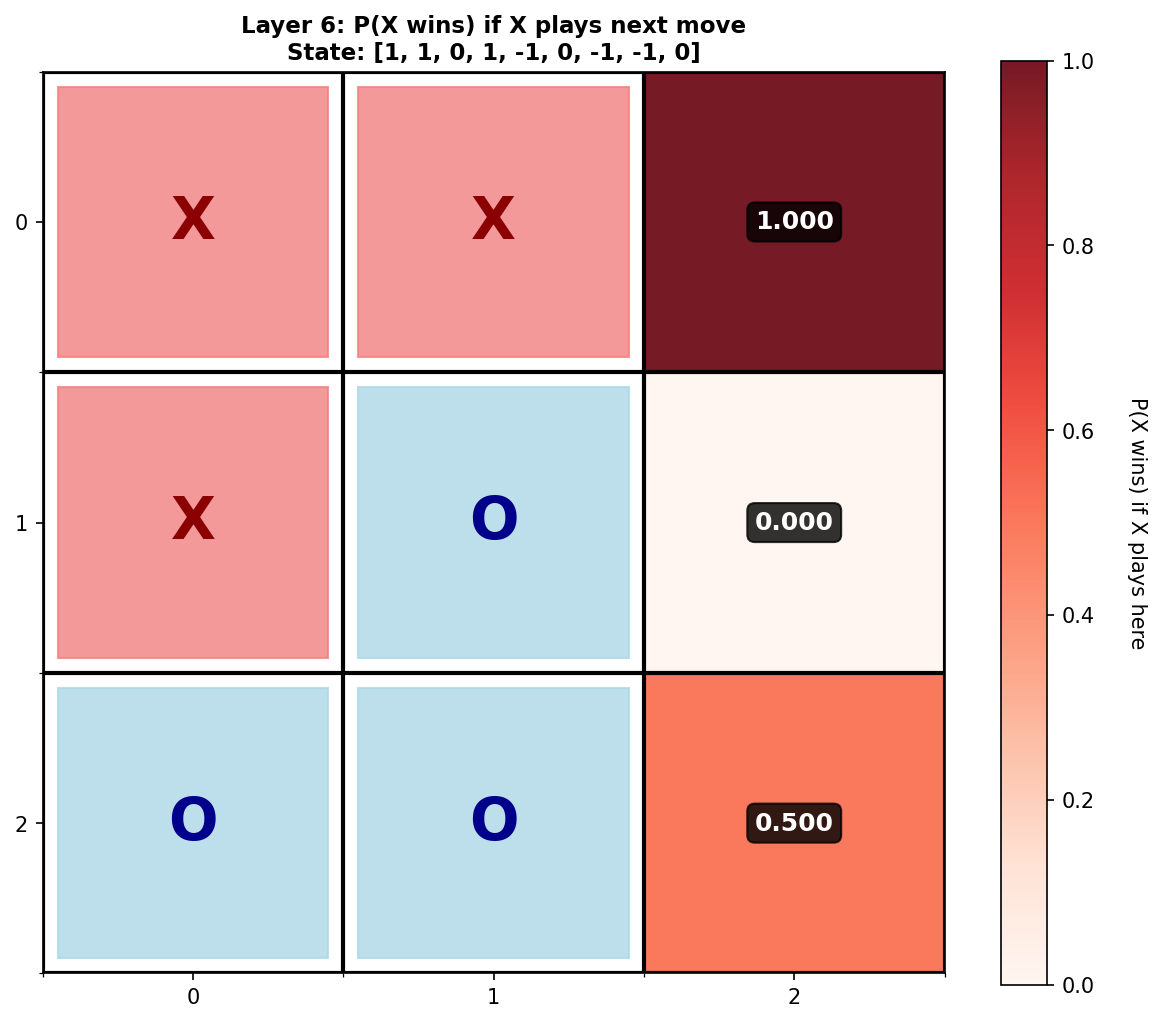 Layer 6: P(X wins) if X plays next move
State: [1, 1, 0, 1, -1, 0, -1, -1, 0]
0
X
X
1.000
1
X
O
0.000
2
O
O
0.500
0
1
2
1.0
0.8
0.6
0.4
0.2
0.0
P(X wins) if X plays here